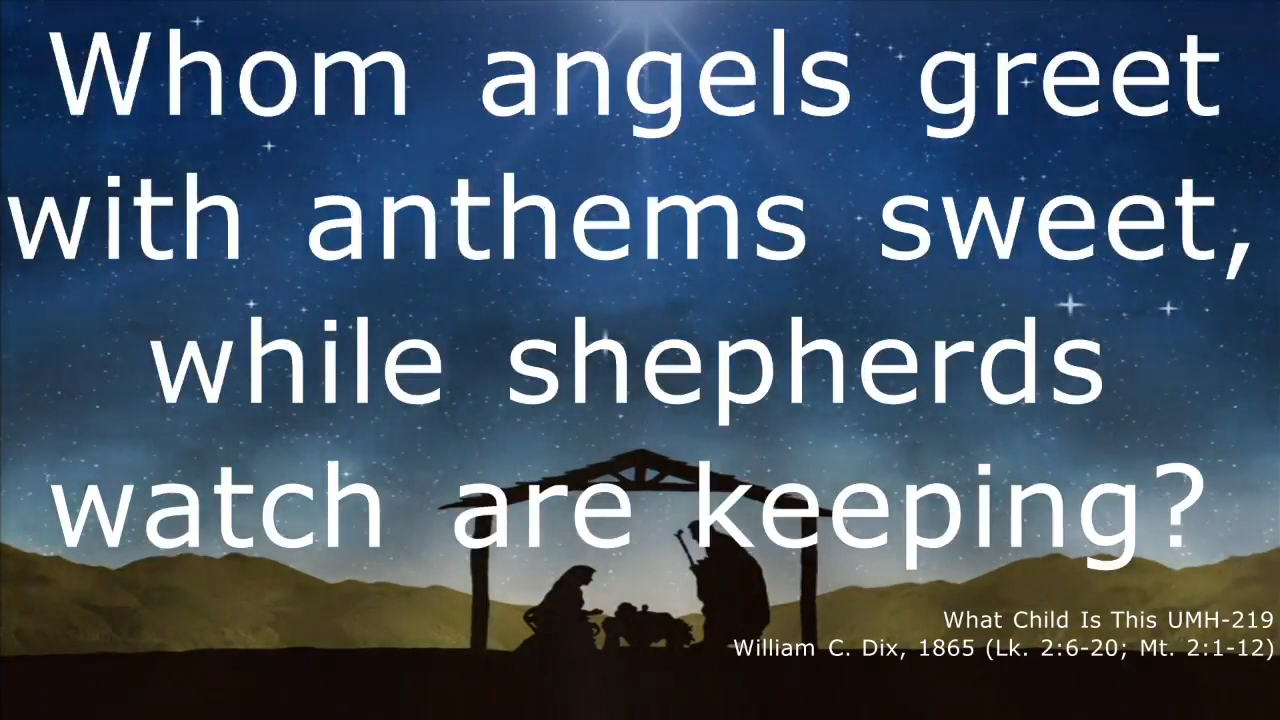 Whom angels greet
with anthems sweet,
while shepherds
watch are keeping?
What Child Is This UMH-219
William C. Dix, 1865 (Lk. 2:6-20; Mt. 2:1-12)